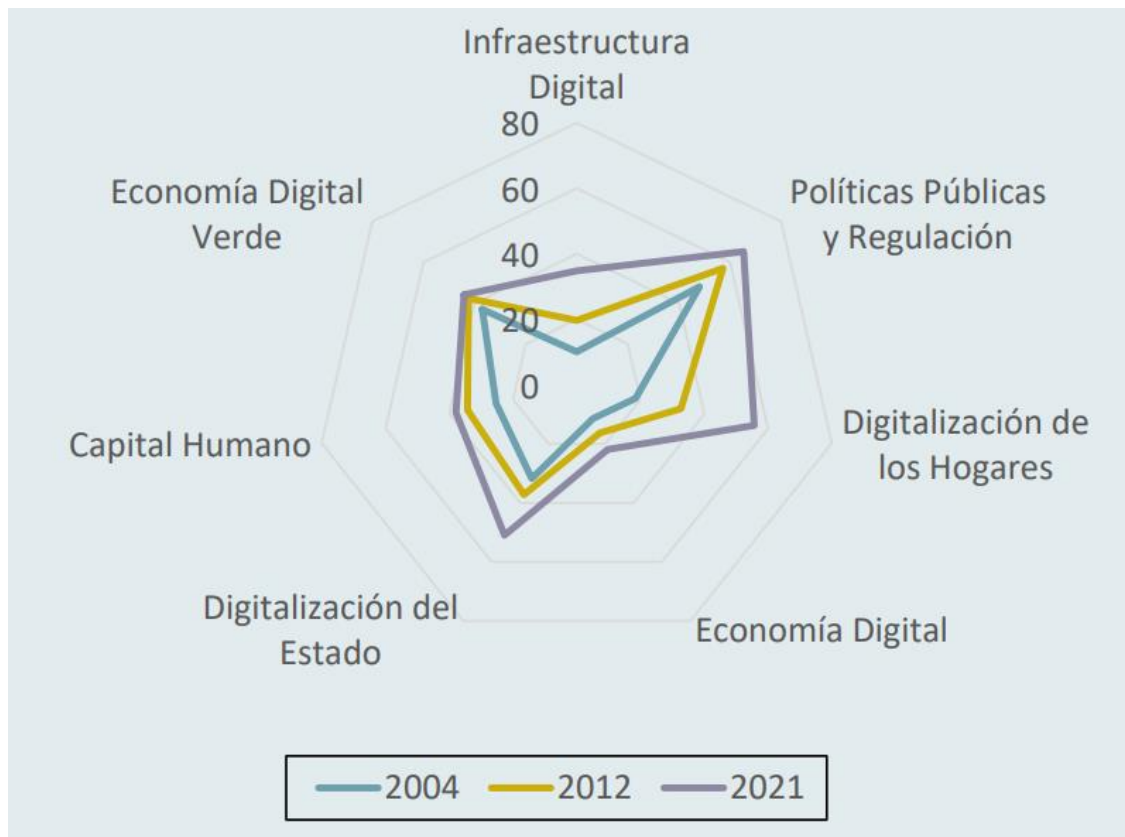 Infraestructura
Digital
80
60
40
20
0
Políticas Públicas
y Regulación
Digitalización de
los Hogares
Economía Digital
Digitalización del
Estado
Capital Humano
Economía Digital
Verde
2004
2012
2021